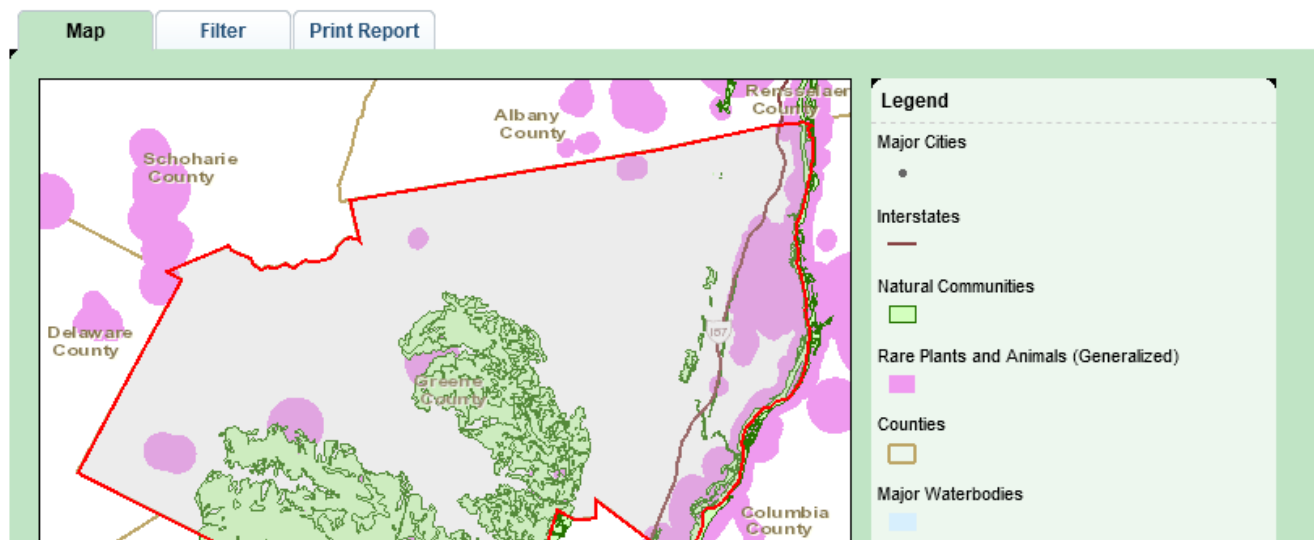 Map
Filter
Print Report
Rensselaer
County
Albany
County
Schoharie
County
Delaware
County
187
Greene
County
Columbia
County
Legend
Major Cities
Interstates
Natural Communities
Rare Plants and Animals (Generalized)
Counties
Major Waterbodies